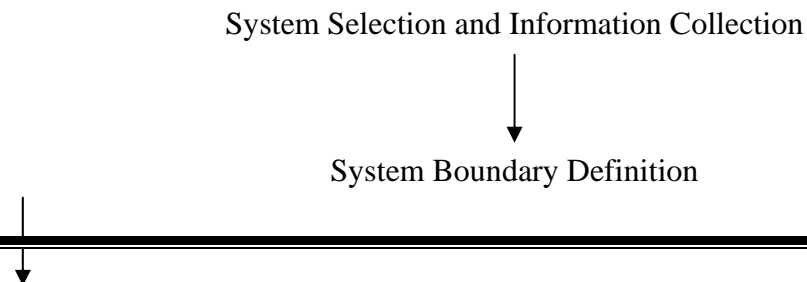 System Selection and Information Collection
System Boundary Definition